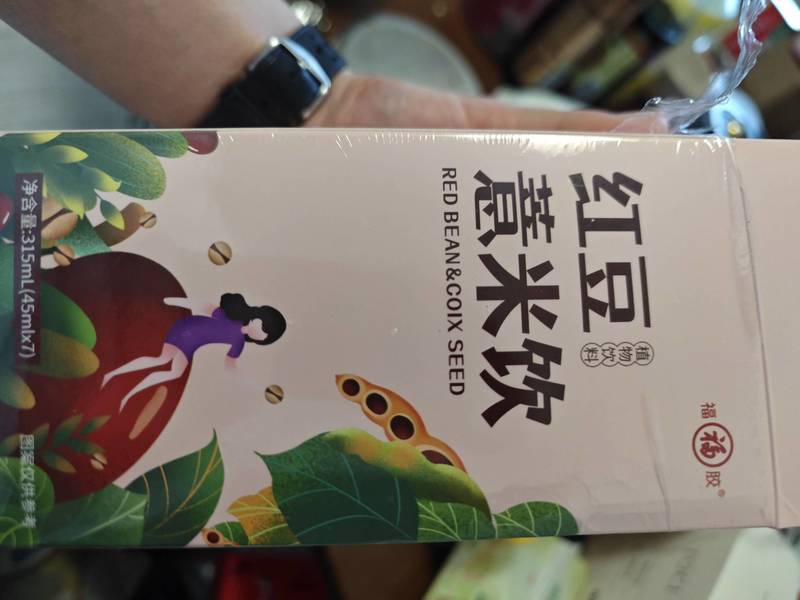 福胶®
福
红豆
薏米饮
植物饮料
RED BEAN&COIX SEED
净含量:315mL(45mlx7)
图案仅供参考